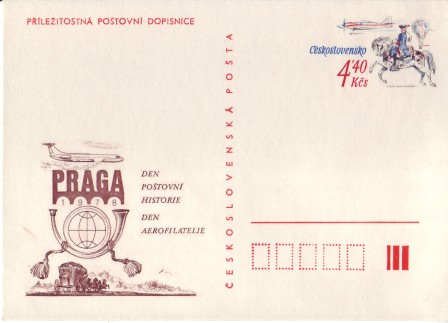 PŘÍLEŽITOSTNÁ POŠTOVNÍ DOPISNICE
Československo
4'40
Kčs
ČESKOSLOVENSKÁ POŠTA
PRAGA
1978
DEN
POŠTOVNÍ
HISTORIE
DEN
AEROFILATELIE